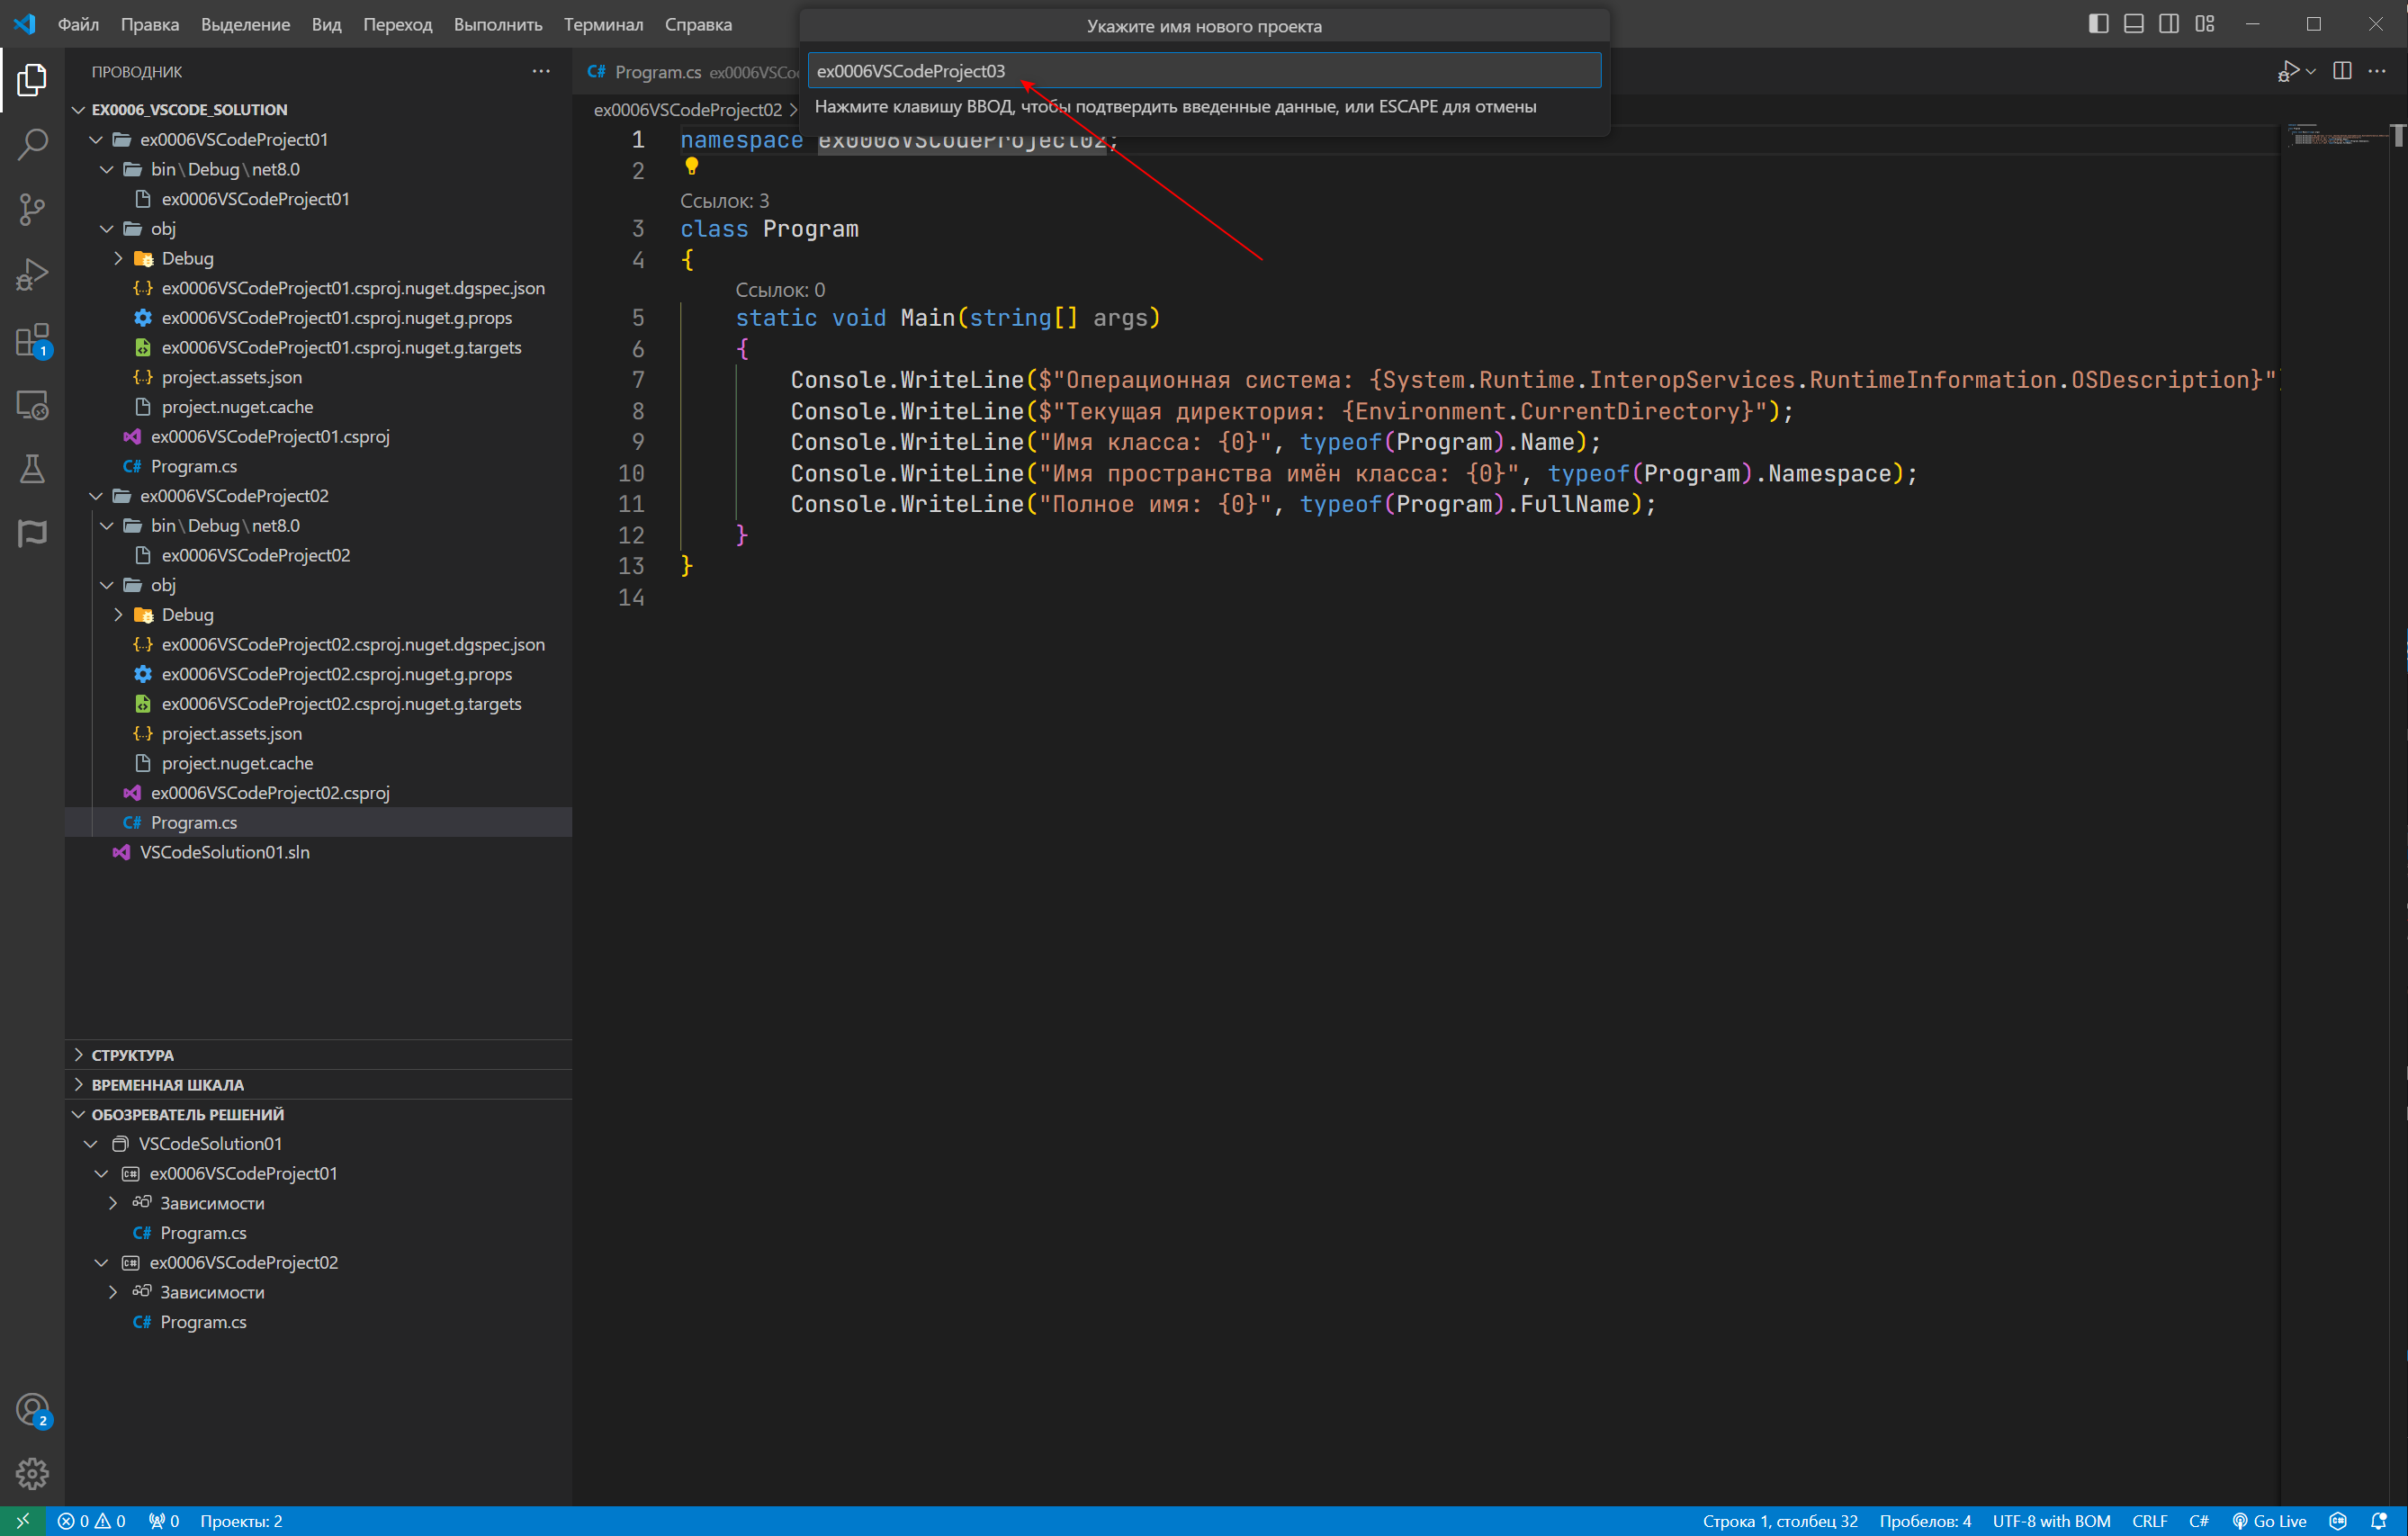 Файл Правка Выделение Вид Переход Выполнить Терминал Справка
Укажите имя нового проекта
ex0006VSCodeProject03
Нажмите клавишу ВВОД, чтобы подтвердить введенные данные, или ESCAPE для отмены
ПРОВОДНИК
EX0006_VSCODE_SOLUTION
ex0006VSCodeProject01
bin\Debug\net8.0
ex0006VSCodeProject01
obj
Debug
ex0006VSCodeProject01.csproj.nuget.dgspec.json
ex0006VSCodeProject01.csproj.nuget.g.props
ex0006VSCodeProject01.csproj.nuget.g.targets
project.assets.json
project.nuget.cache
ex0006VSCodeProject01.csproj
C# Program.cs
ex0006VSCodeProject02
bin\Debug\net8.0
ex0006VSCodeProject02
obj
Debug
ex0006VSCodeProject02.csproj.nuget.dgspec.json
ex0006VSCodeProject02.csproj.nuget.g.props
ex0006VSCodeProject02.csproj.nuget.g.targets
project.assets.json
project.nuget.cache
ex0006VSCodeProject02.csproj
C# Program.cs
VSCodeSolution01.sln
СТРУКТУРА
ВРЕМЕННАЯ ШКАЛА
ОБОЗРЕВАТЕЛЬ РЕШЕНИЙ
VSCodeSolution01
ex0006VSCodeProject01
Зависимости
C# Program.cs
ex0006VSCodeProject02
Зависимости
C# Program.cs
1
2
C# Program.cs ex0006VSCo
ex0006VSCodeProject02 >
1 namespace ex0006VSCodeProject02;
2
Ссылок: 3
3 class Program
4 {
Ссылок: 0
5 static void Main(string[] args)
6 {
7 Console.WriteLine($"Операционная система: {System.Runtime.InteropServices.RuntimeInformation.OSDescription}")
8 Console.WriteLine($"Текущая директория: {Environment.CurrentDirectory}");
9 Console.WriteLine("Имя класса: {0}", typeof(Program).Name);
10 Console.WriteLine("Имя пространства имён класса: {0}", typeof(Program).Namespace);
11 Console.WriteLine("Полное имя: {0}", typeof(Program).FullName);
12 }
13 }
14
0 0 0 Проекты: 2 Строка 1, столбец 32 Пробелов: 4 UTF-8 with BOM CRLF C# Go Live